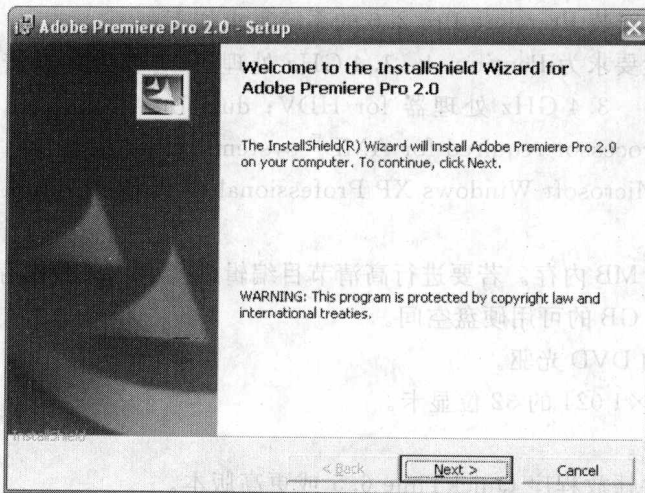 Adobe Premiere Pro 2.0 - Setup
Welcome to the InstallShield Wizard for
Adobe Premiere Pro 2.0
The InstallShield(R) Wizard will install Adobe Premiere Pro 2.0
on your computer. To continue, click Next.
WARNING: This program is protected by copyright law and
international treaties.
InstallShield
< Back
Next >
Cancel